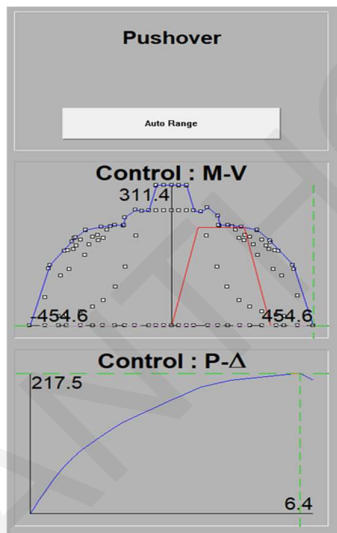 Pushover
Auto Range
Control : M-V
311.4
-454.6
454.6
Control : P-Δ
217.5
6.4